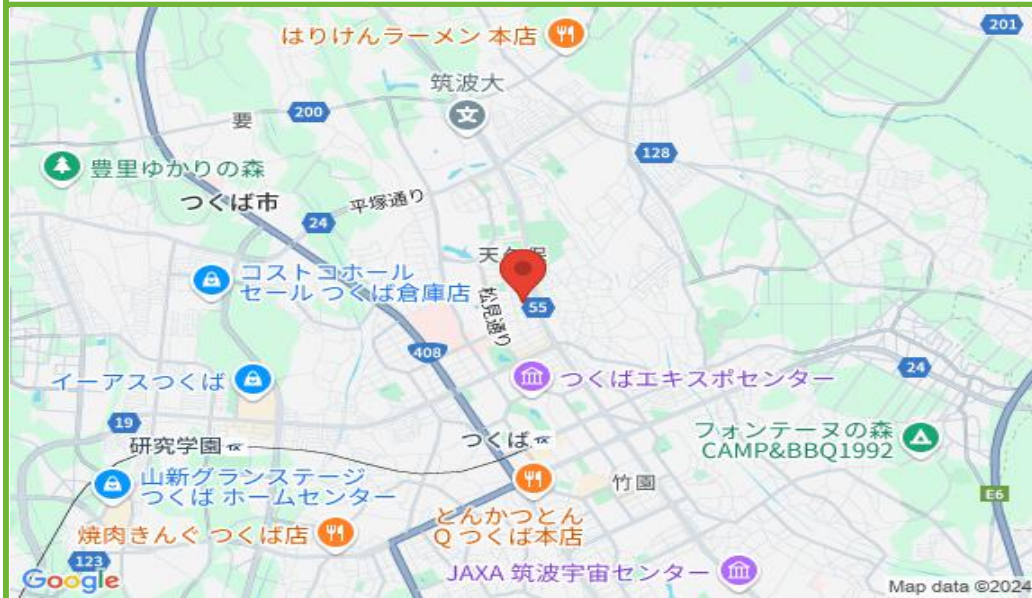 201
はりけんラーメン 本店
筑波大
200
要
128
豊里ゆかりの森
つくば市
平塚通り
24
コストコホール
セール つくば倉庫店
松見通り
55
408
24
イーアスつくば
つくばエキスポセンター
19
研究学園
つくば
フォンテーヌの森
CAMP&BBQ1992
山新グランステージ
つくば ホームセンター
竹園
E6
焼肉きんぐ つくば店
とんかつとん
Q つくば本店
123
JAXA 筑波宇宙センター
Google
Map data ©2024